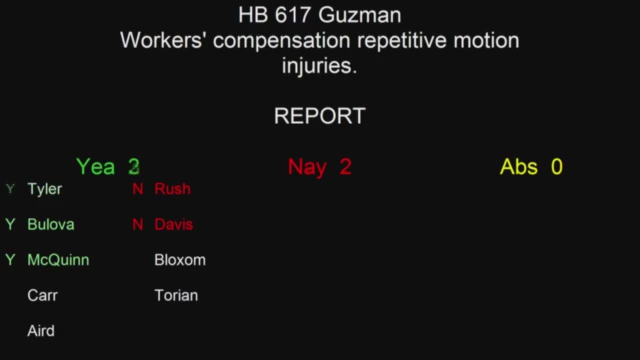 HB 617 Guzman
Workers' compensation repetitive motion
injuries.
REPORT
Yea Nay 2 Abs 0
Y Tyler N Rush
Y Bulova N Davis
Y McQuinn Bloxom
Carr Torian
Aird